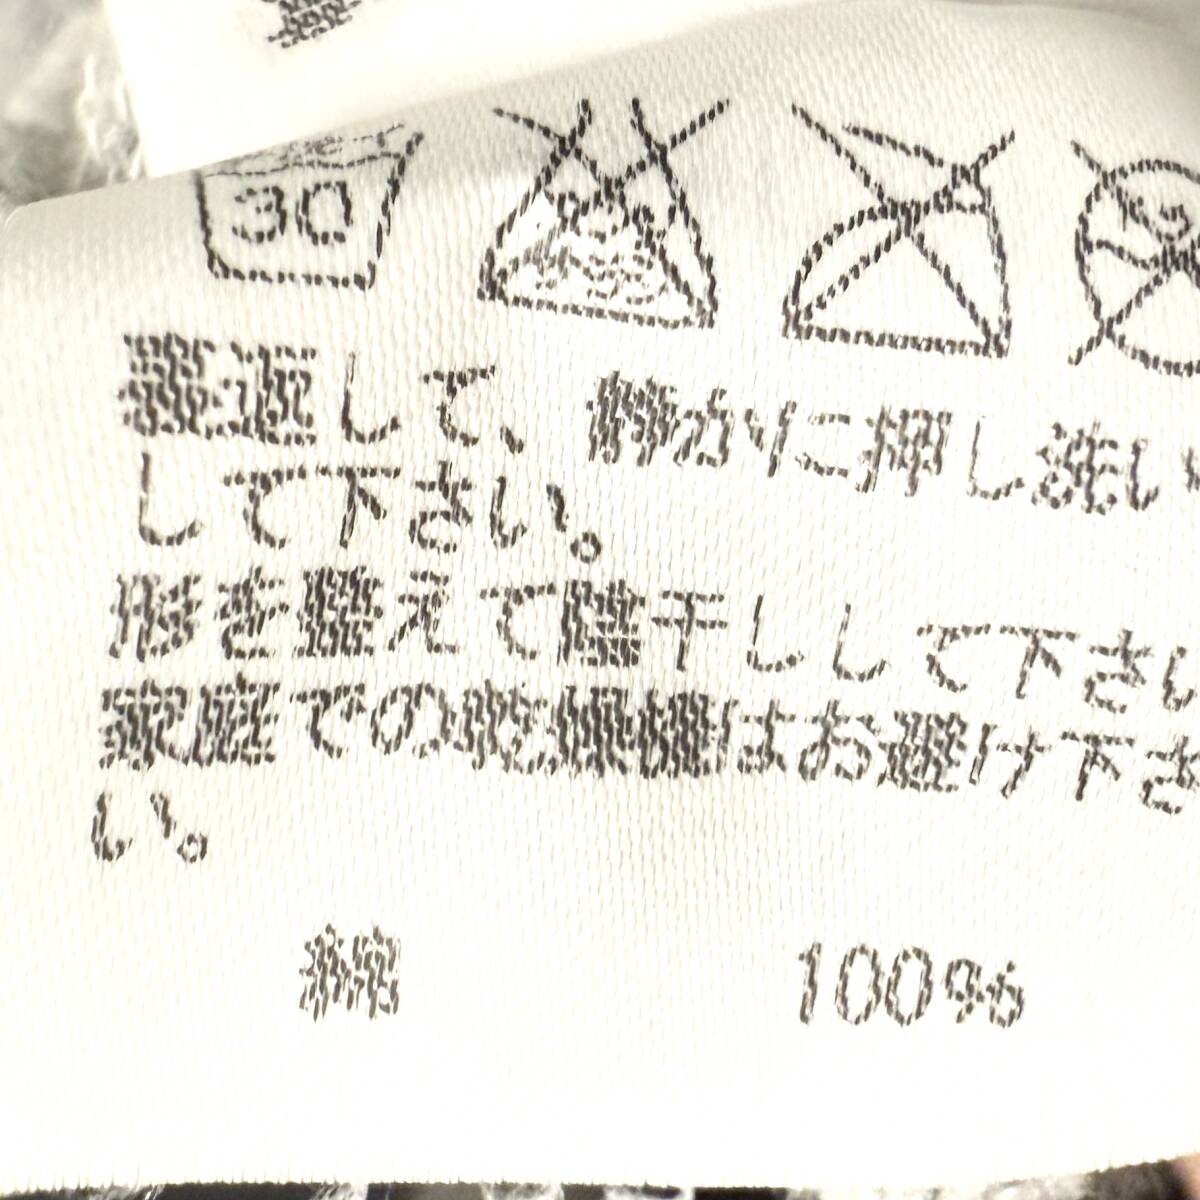 30
裏返して、静かに押し洗い
して下さい。
形を整えて陰干しして下さい
家庭での乾燥機はお避け下さ
い。
綿 100%